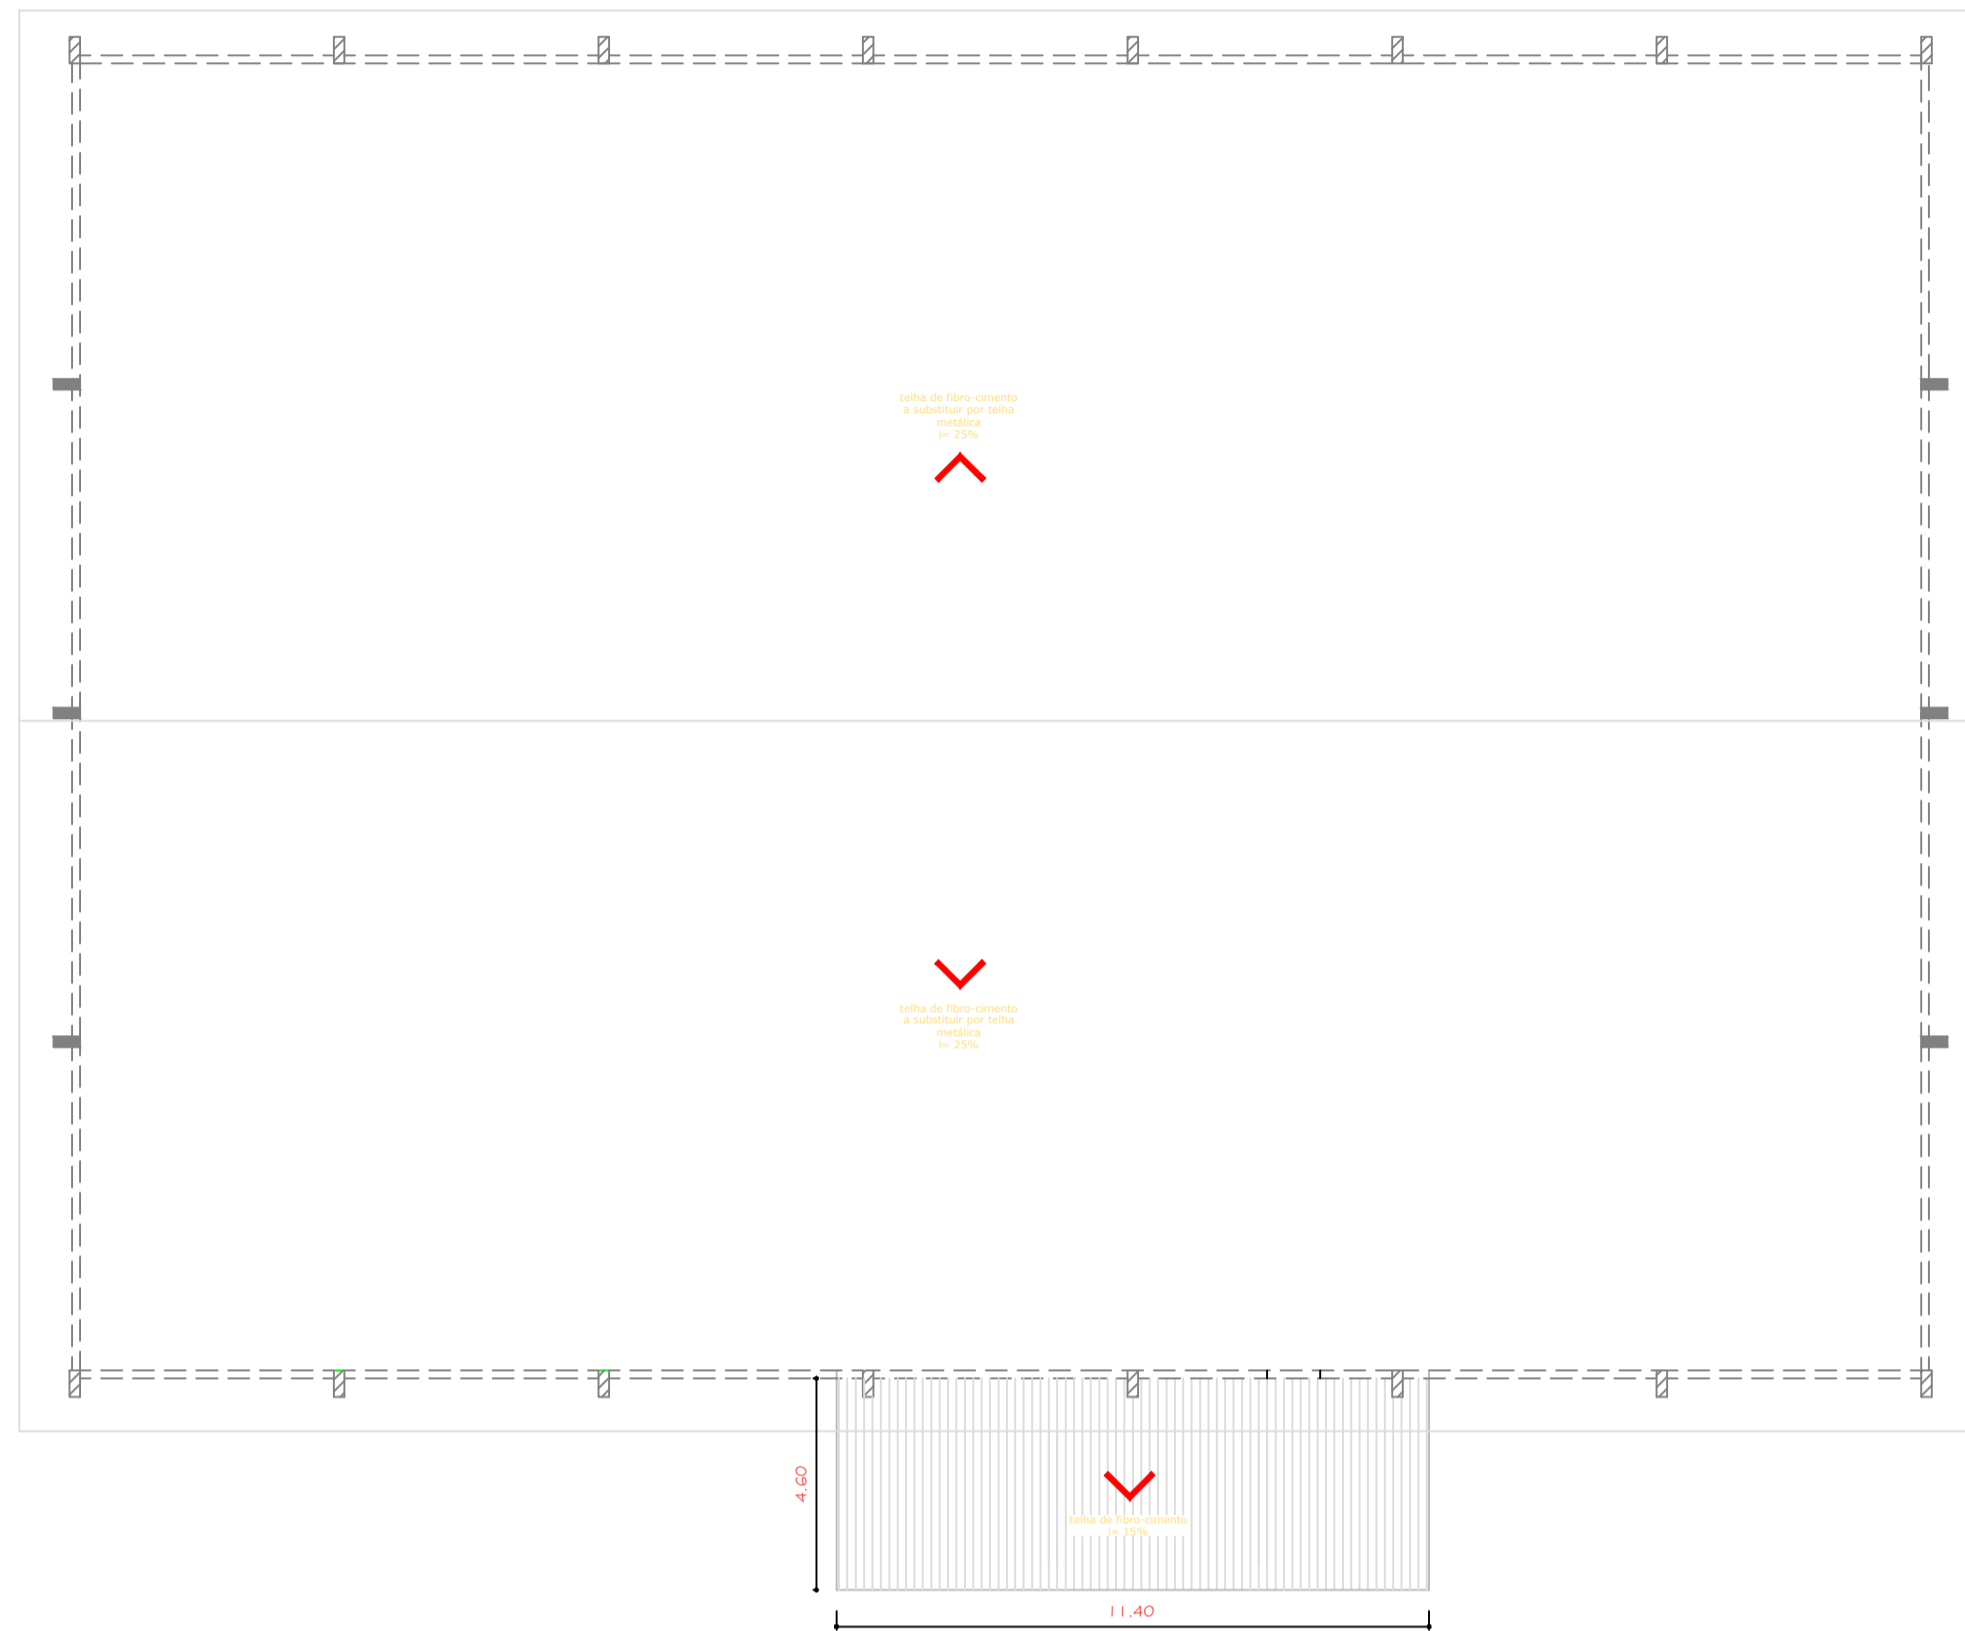 telha de fibro-cimento
a substituir por telha
metálica
i= 25%
telha de fibro-cimento
a substituir por telha
metálica
i= 25%
4.60
telha de fibro-cimento
i= 15%
11.40